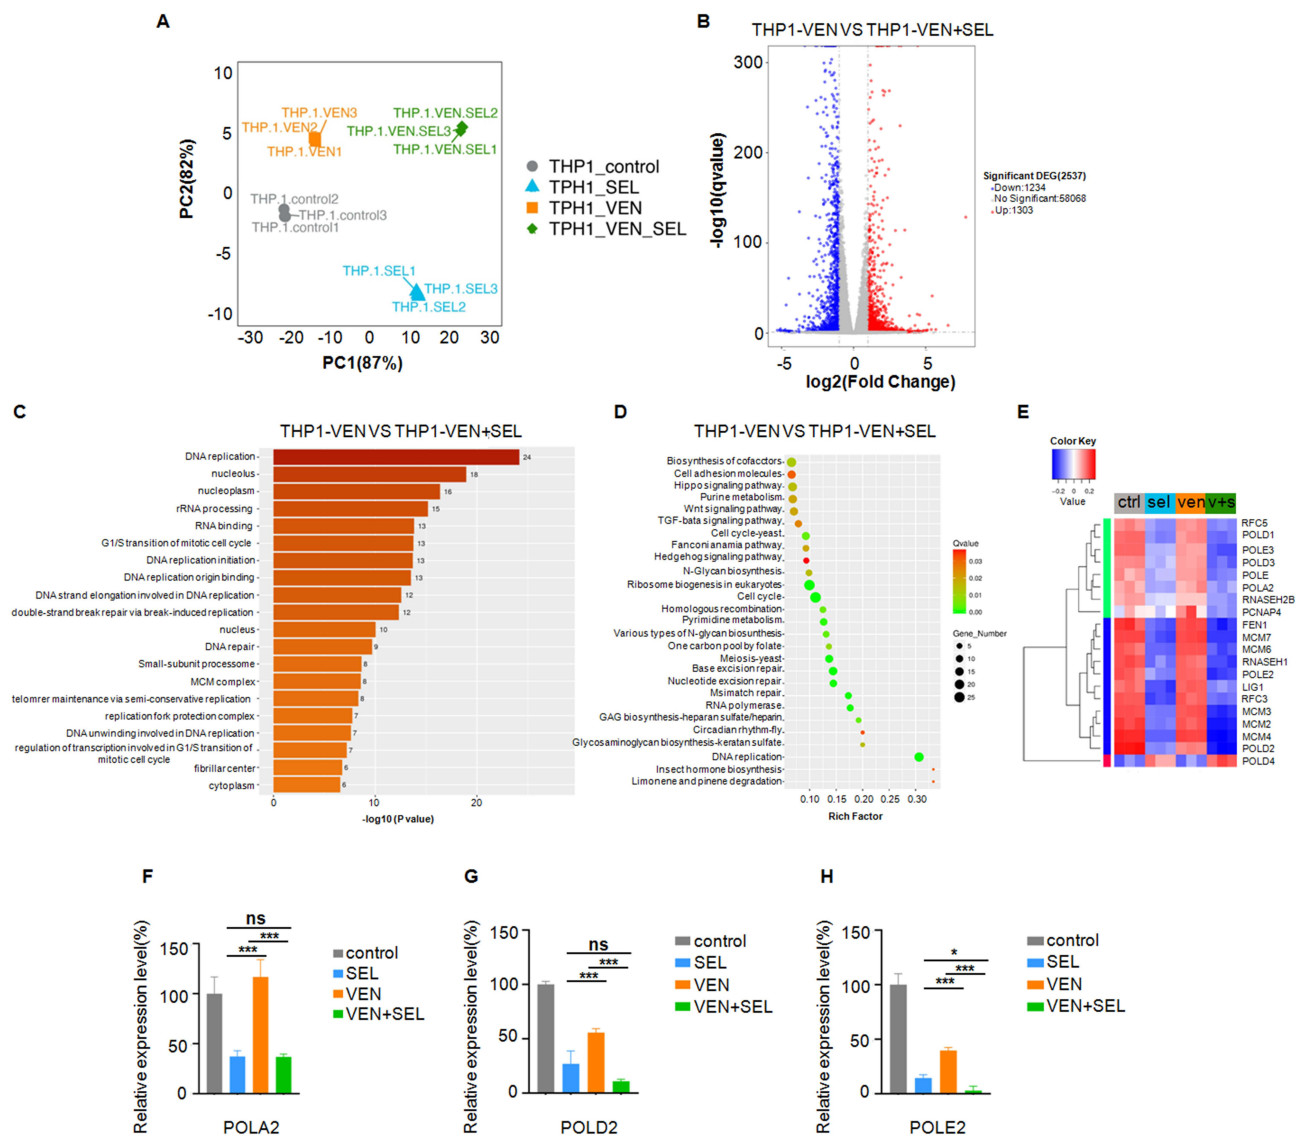 A
10
5
0
-5
-10
PC2(82%)
THP.1.VEN3
THP.1.VEN2
THP.1.VEN1
THP.1.VEN.SEL2
THP.1.VEN.SEL3
THP.1.VEN.SEL1
THP.1.control2
THP.1.control3
THP.1.control1
THP.1.SEL1
THP.1.SEL3
THP.1.SEL2
-30 -20 -10 0 10 20 30
PC1(87%)
THP1_control
TPH1_SEL
TPH1_VEN
TPH1_VEN_SEL
B
THP1-VEN VS THP1-VEN+SEL
300
200
100
0
-log10(qvalue)
-5 0 5
log2(Fold Change)
Significant DEG(2537)
Down:1234
No Significant:58068
Up:1303
C
THP1-VEN VS THP1-VEN+SEL
DNA replication 24
nucleolus 18
nucleoplasm 16
rRNA processing 15
RNA binding 13
G1/S transition of mitotic cell cycle 13
DNA replication initiation 13
DNA replication origin binding 13
DNA strand elongation involved in DNA replication 12
double-strand break repair via break-induced replication 12
nucleus 10
DNA repair 9
Small-subunit processome 8
MCM complex 8
telomrer maintenance via semi-conservative replication 8
replication fork protection complex 7
DNA unwinding involved in DNA replication 7
regulation of transcription involved in G1/S transition of 7
mitotic cell cycle
fibrillar center 6
cytoplasm 6
0 10 20
-log10 (P value)
D
THP1-VEN VS THP1-VEN+SEL
Biosynthesis of cofactors
Cell adhesion molecules
Hippo signaling pathway
Purine metabolism
Wnt signaling pathway
TGF-bata signaling pathway
Cell cycle-yeast
Fanconi anamia pathway
Hedgehog signaling pathway
N-Glycan biosynthesis
Ribosome biogenesis in eukaryotes
Cell cycle
Homologous recombination
Pyrimidine metabolism
Various types of N-glycan biosynthesis
One carbon pool by folate
Meiosis-yeast
Base excision repair
Nucleotide excision repair
Msimatch repair
RNA polymerase
GAG biosynthesis-heparan sulfate/heparin
Circadian rhythm-fly
Glycosaminoglycan biosynthesis-keratan sulfate
DNA replication
Insect hormone biosynthesis
Limonene and pinene degradation
0.10 0.15 0.20 0.25 0.30
Rich Factor
Qvalue
0.03
0.02
0.01
0.00
Gene_Number
5
10
15
20
25
E
Color Key
-0.2 0 0.2
Value
ctrl sel ven v+s
RFC5
POLD1
POLE3
POLD3
POLE
POLA2
RNASEH2B
PCNAP4
FEN1
MCM7
MCM6
RNASEH1
POLE2
LIG1
RFC3
MCM3
MCM2
MCM4
POLD2
POLD4
F
Relative expression level(%)
150
100
50
0
ns
***
***
POLA2
control
SEL
VEN
VEN+SEL
G
Relative expression level(%)
150
100
50
0
ns
***
***
POLD2
control
SEL
VEN
VEN+SEL
H
Relative expression level(%)
150
100
50
0
*
***
***
POLE2
control
SEL
VEN
VEN+SEL